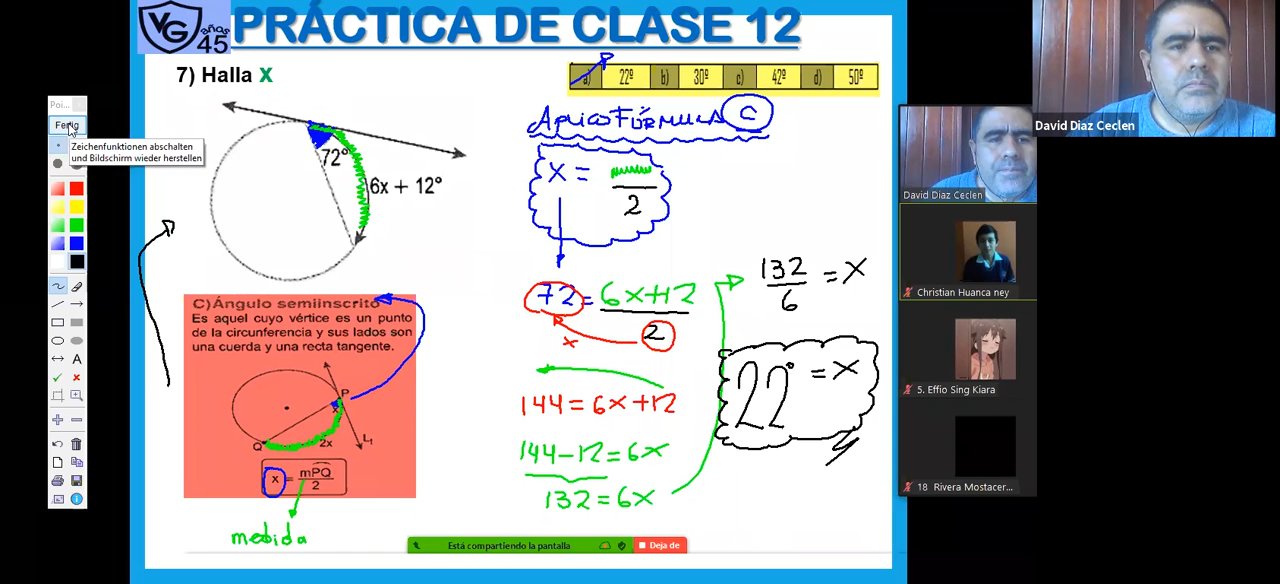 VG
años
45
PRÁCTICA DE CLASE 12
7) Halla X
a) 22º b) 30º c) 42º d) 50º
72°
6x + 12°
C)Ángulo semiinscrito
Es aquel cuyo vértice es un punto
de la circunferencia y sus lados son
una cuerda y una recta tangente.
P
x
Q
2x
L1
x = mPQ
2
medida
APLICO FÓRMULA C
X =
2
72 = 6X+12
2
x
144 = 6X+12
144-12 = 6X
132 = 6X
132
6
= X
22° = X
Poi...
Fertig
Zeichenfunktionen abschalten
und Bildschirm wieder herstellen
A
Está compartiendo la pantalla
Deja de
David Diaz Ceclen
David Diaz Ceclen
Christian Huanca ney
5. Effio Sing Kiara
18 Rivera Mostacer...